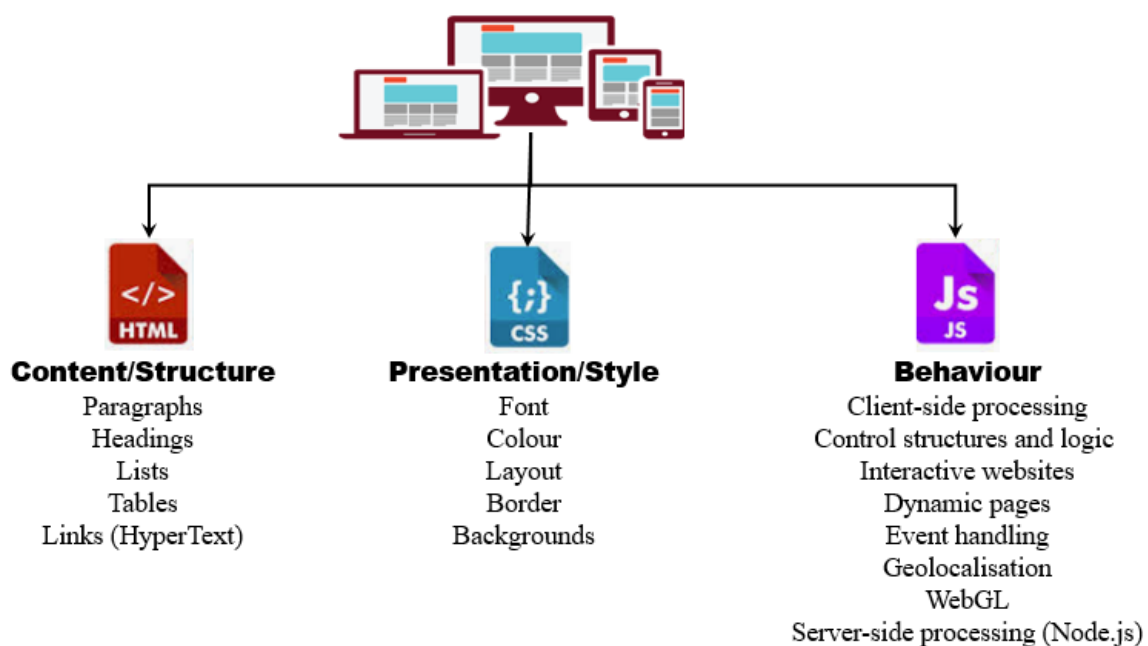 </>
HTML
Content/Structure
Paragraphs
Headings
Lists
Tables
Links (HyperText)
{;}
CSS
Presentation/Style
Font
Colour
Layout
Border
Backgrounds
Js
JS
Behaviour
Client-side processing
Control structures and logic
Interactive websites
Dynamic pages
Event handling
Geolocalisation
WebGL
Server-side processing (Node.js)